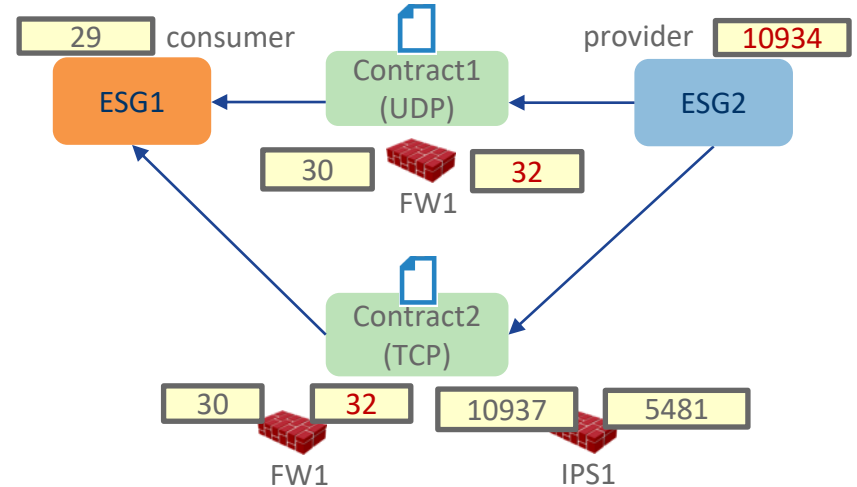 29 consumer
provider 10934
ESG1
Contract1
(UDP)
ESG2
30
32
FW1
Contract2
(TCP)
30
32
10937
5481
FW1
IPS1